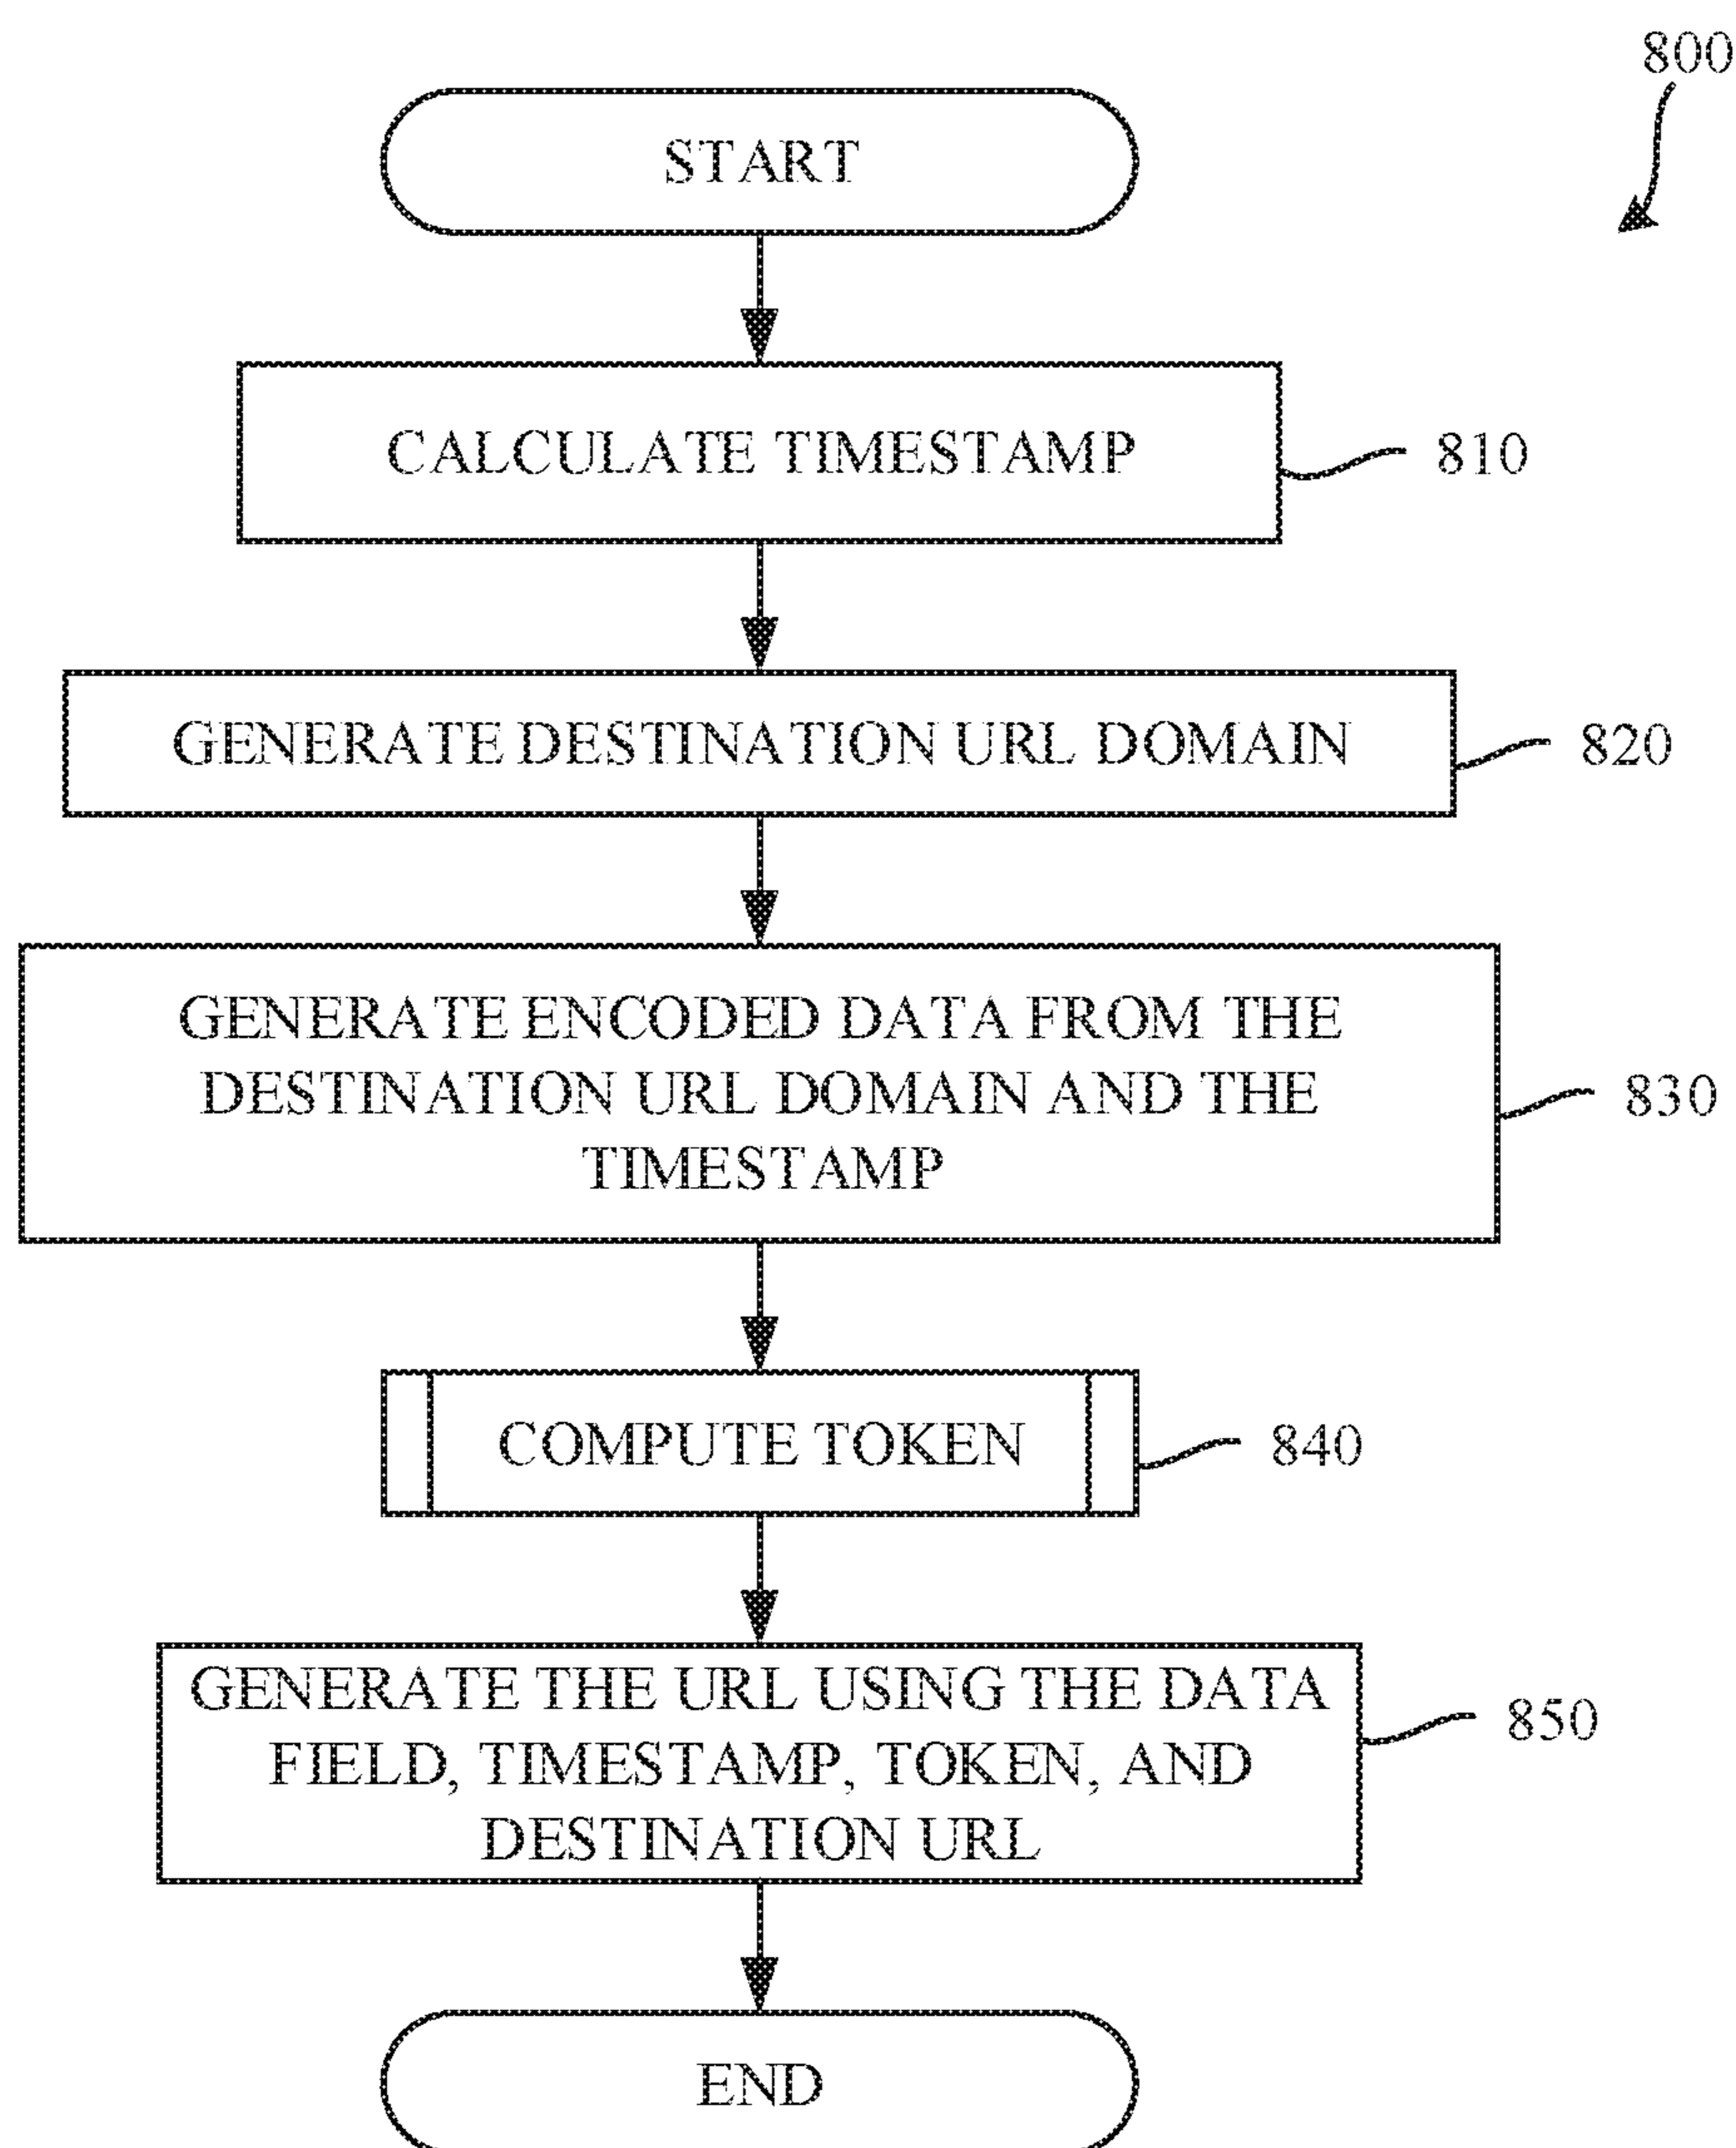 800
START
CALCULATE TIMESTAMP
810
GENERATE DESTINATION URL DOMAIN
820
GENERATE ENCODED DATA FROM THE
DESTINATION URL DOMAIN AND THE
TIMESTAMP
830
COMPUTE TOKEN
840
GENERATE THE URL USING THE DATA
FIELD, TIMESTAMP, TOKEN, AND
DESTINATION URL
850
END